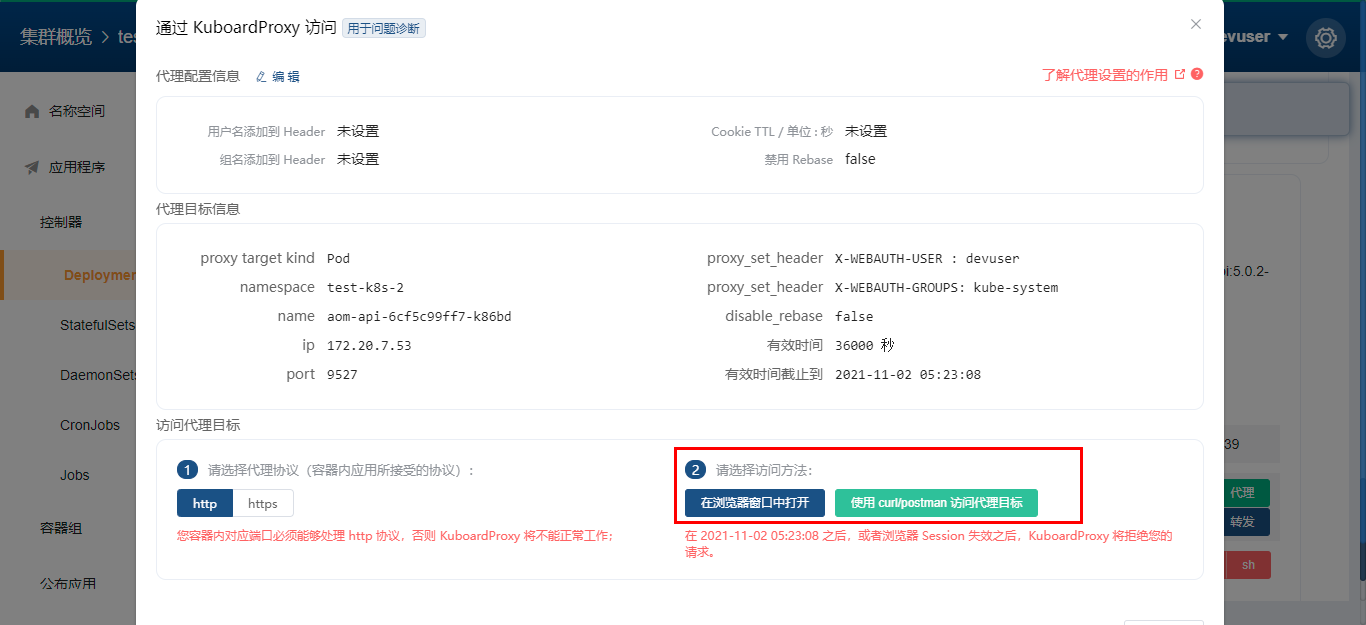 通过 KuboardProxy 访问 用于问题诊断
集群概览 > tes
evuser
代理配置信息 编辑
了解代理设置的作用
名称空间
应用程序
控制器
Deploymen
StatefulSets
DaemonSets
CronJobs
Jobs
容器组
公布应用
用户名添加到 Header 未设置
Cookie TTL / 单位 : 秒 未设置
组名添加到 Header 未设置
禁用 Rebase false
代理目标信息
proxy target kind Pod
proxy_set_header X-WEBAUTH-USER : devuser
namespace test-k8s-2
proxy_set_header X-WEBAUTH-GROUPS: kube-system
name aom-api-6cf5c99ff7-k86bd
disable_rebase false
ip 172.20.7.53
有效时间 36000 秒
port 9527
有效时间截止到 2021-11-02 05:23:08
访问代理目标
1 请选择代理协议（容器内应用所接受的协议）:
http https
您容器内对应端口必须能够处理 http 协议，否则 KuboardProxy 将不能正常工作；
2 请选择访问方法:
在浏览器窗口中打开 使用 curl/postman 访问代理目标
在 2021-11-02 05:23:08 之后，或者浏览器 Session 失效之后，KuboardProxy 将拒绝您的
请求。
pi:5.0.2-
39
代理
转发
sh